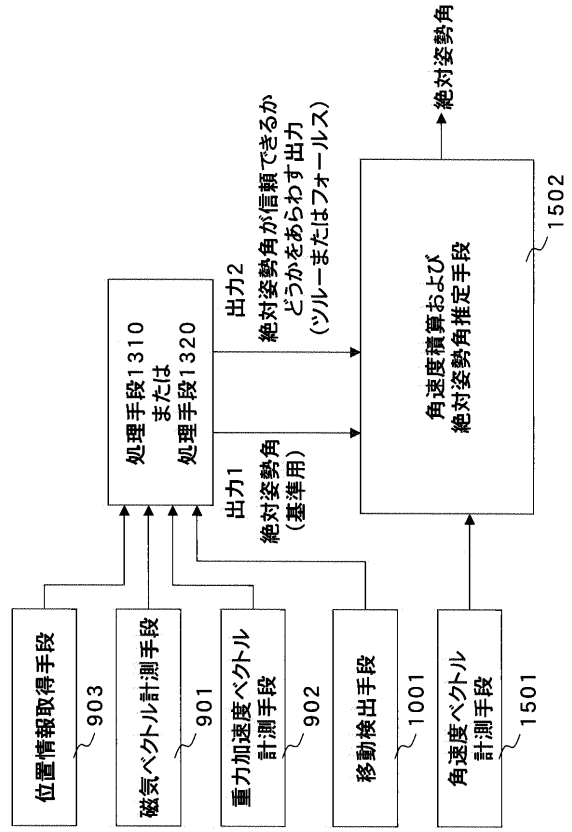 位置情報取得手段
903
磁気ベクトル計測手段
901
重力加速度ベクトル
計測手段
902
移動検出手段
1001
角速度ベクトル
計測手段
1501
処理手段1310
または
処理手段1320
出力1
絶対姿勢角
(基準用)
出力2
絶対姿勢角が信頼できるか
どうかをあらわす出力
(ツルーまたはフォールス)
角速度積算および
絶対姿勢角推定手段
1502
絶対姿勢角